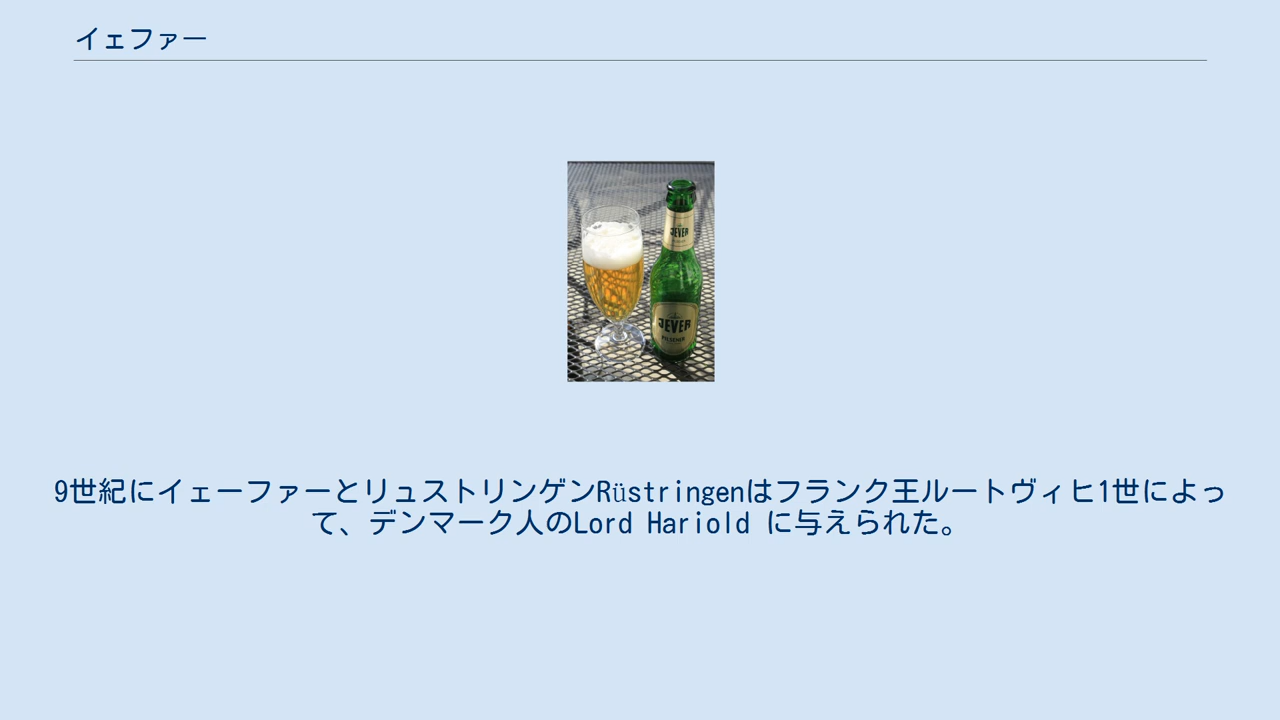 イェファー
JEVER
JEVER
PILSENER
9世紀にイェーファーとリュストリンゲンRüstringenはフランク王ルートヴィヒ1世によっ
て、デンマーク人のLord Hariold に与えられた。